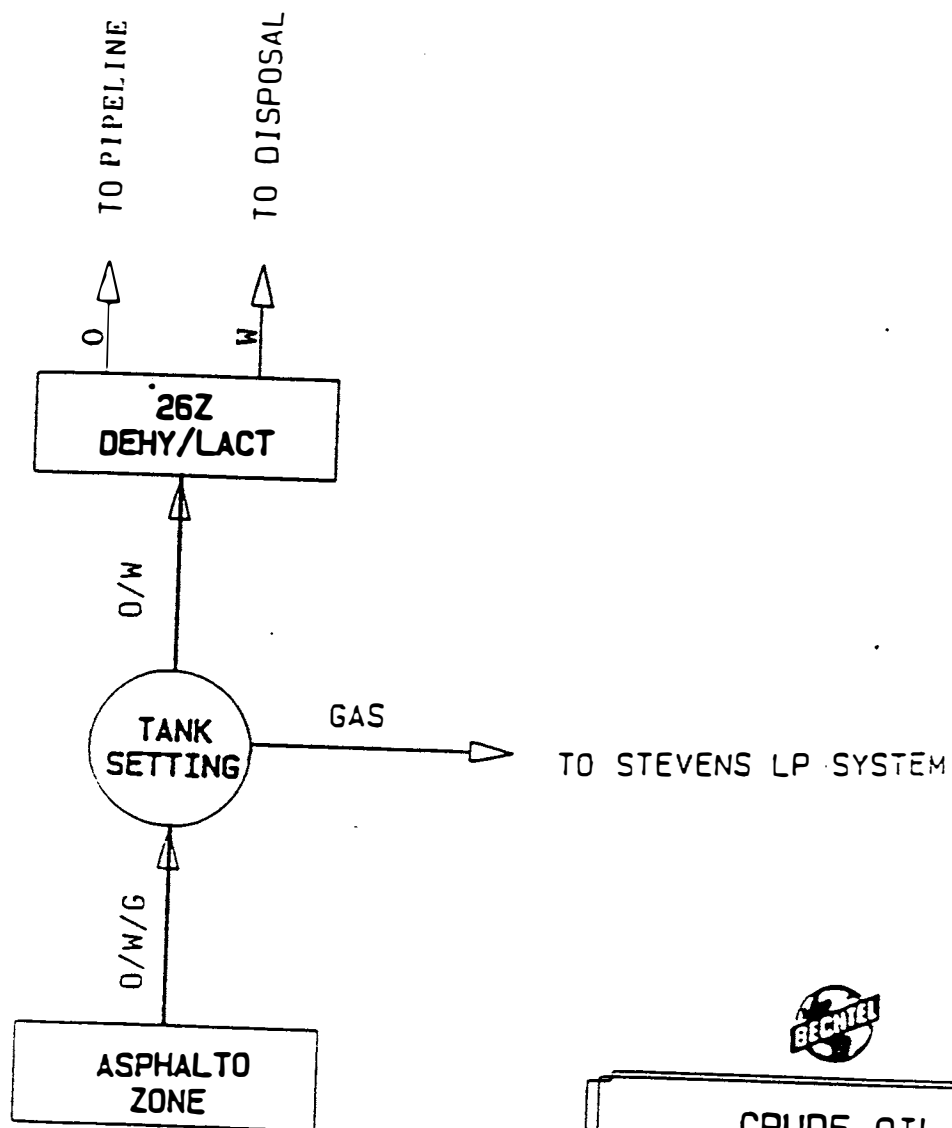 TO PIPELINE
TO DISPOSAL
O
W
26Z
DEHY/LACT
O/W
TANK
SETTING
GAS
TO STEVENS LP SYSTEM
O/W/G
ASPHALTO
ZONE
BECHTEL
CRUDE OIL